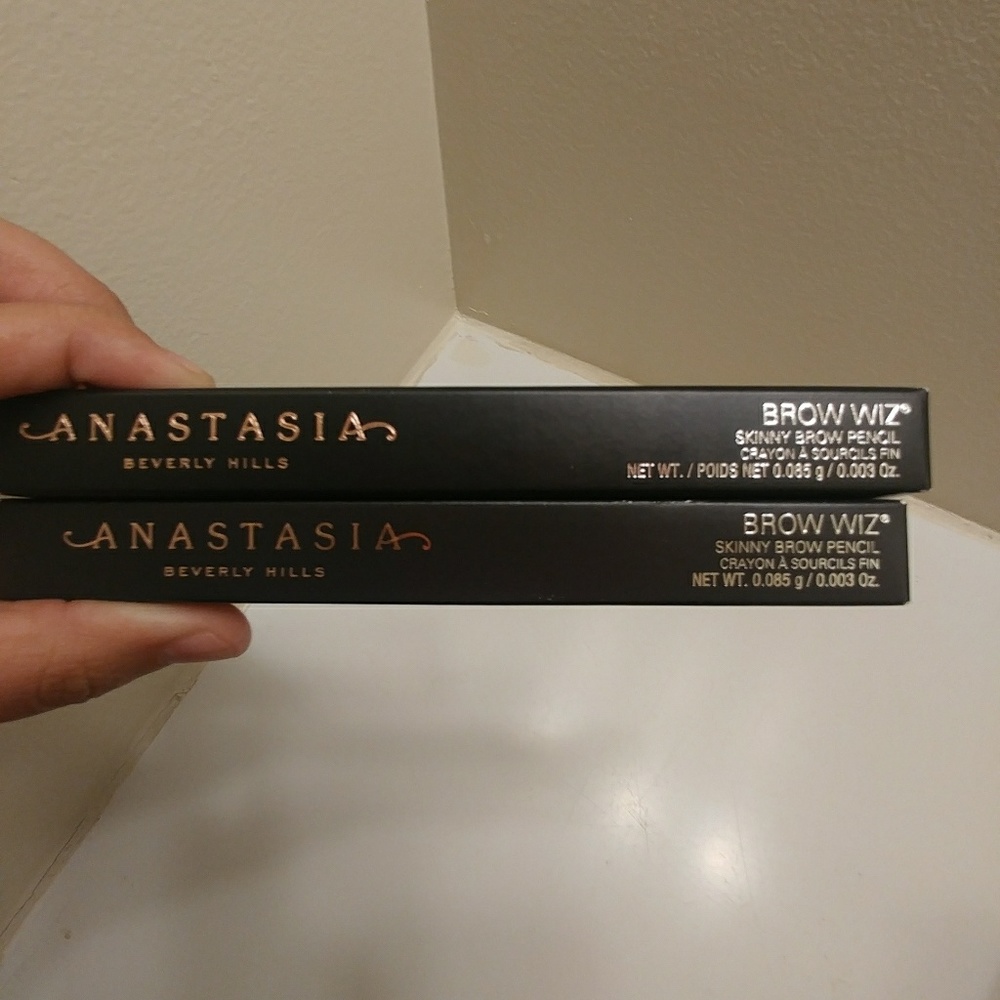 ANASTASIA
BEVERLY HILLS
BROW WIZ®
SKINNY BROW PENCIL
CRAYON À SOURCILS FIN
NET WT. / POIDS NET 0.085 g / 0.003 Oz.
ANASTASIA
BEVERLY HILLS
BROW WIZ®
SKINNY BROW PENCIL
CRAYON À SOURCILS FIN
NET WT. 0.085 g / 0.003 Oz.